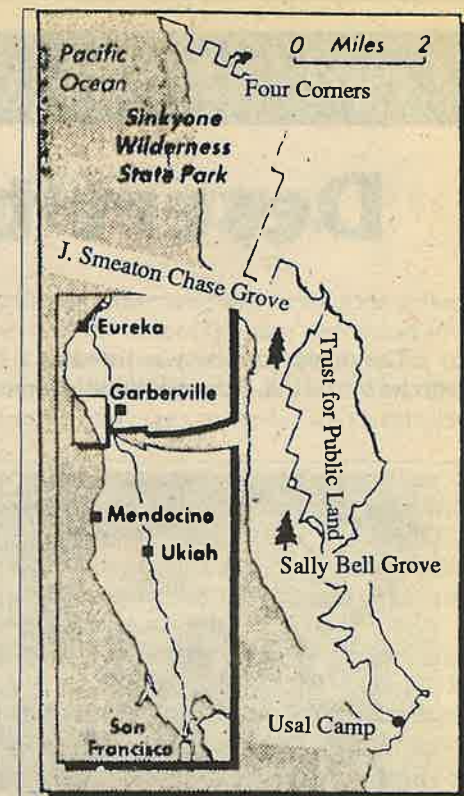 Pacific
Ocean
0 Miles 2
Four Corners
Sinkyone
Wilderness
State Park
J. Smeaton Chase Grove
Eureka
Garberville
Trust for Public Land
Mendocino
Ukiah
Sally Bell Grove
San
Francisco
Usal Camp